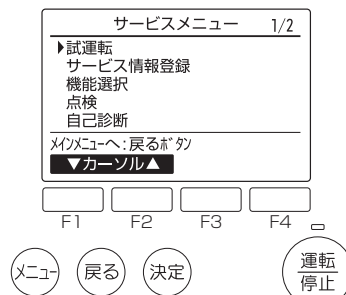 サービスメニュー 1/2
▶試運転
サービス情報登録
機能選択
点検
自己診断
ﾒｲﾝﾒﾆｭｰへ:戻るﾎﾞﾀﾝ
▼カーソル▲
F1 F2 F3 F4
ﾒﾆｭｰ 戻る 決定 運転
停止